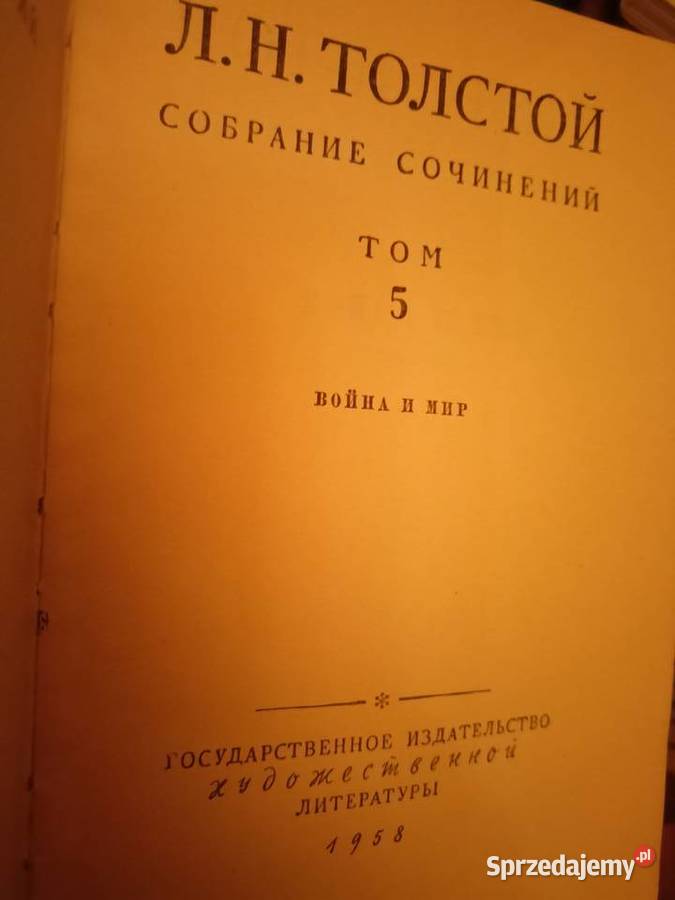 Л. Н. ТОЛСТОЙ
СОБРАНИЕ СОЧИНЕНИЙ
ТОМ
5
ВОЙНА И МИР
ГОСУДАРСТВЕННОЕ ИЗДАТЕЛЬСТВО
художественной
ЛИТЕРАТУРЫ
1958
Sprzedajemy.pl